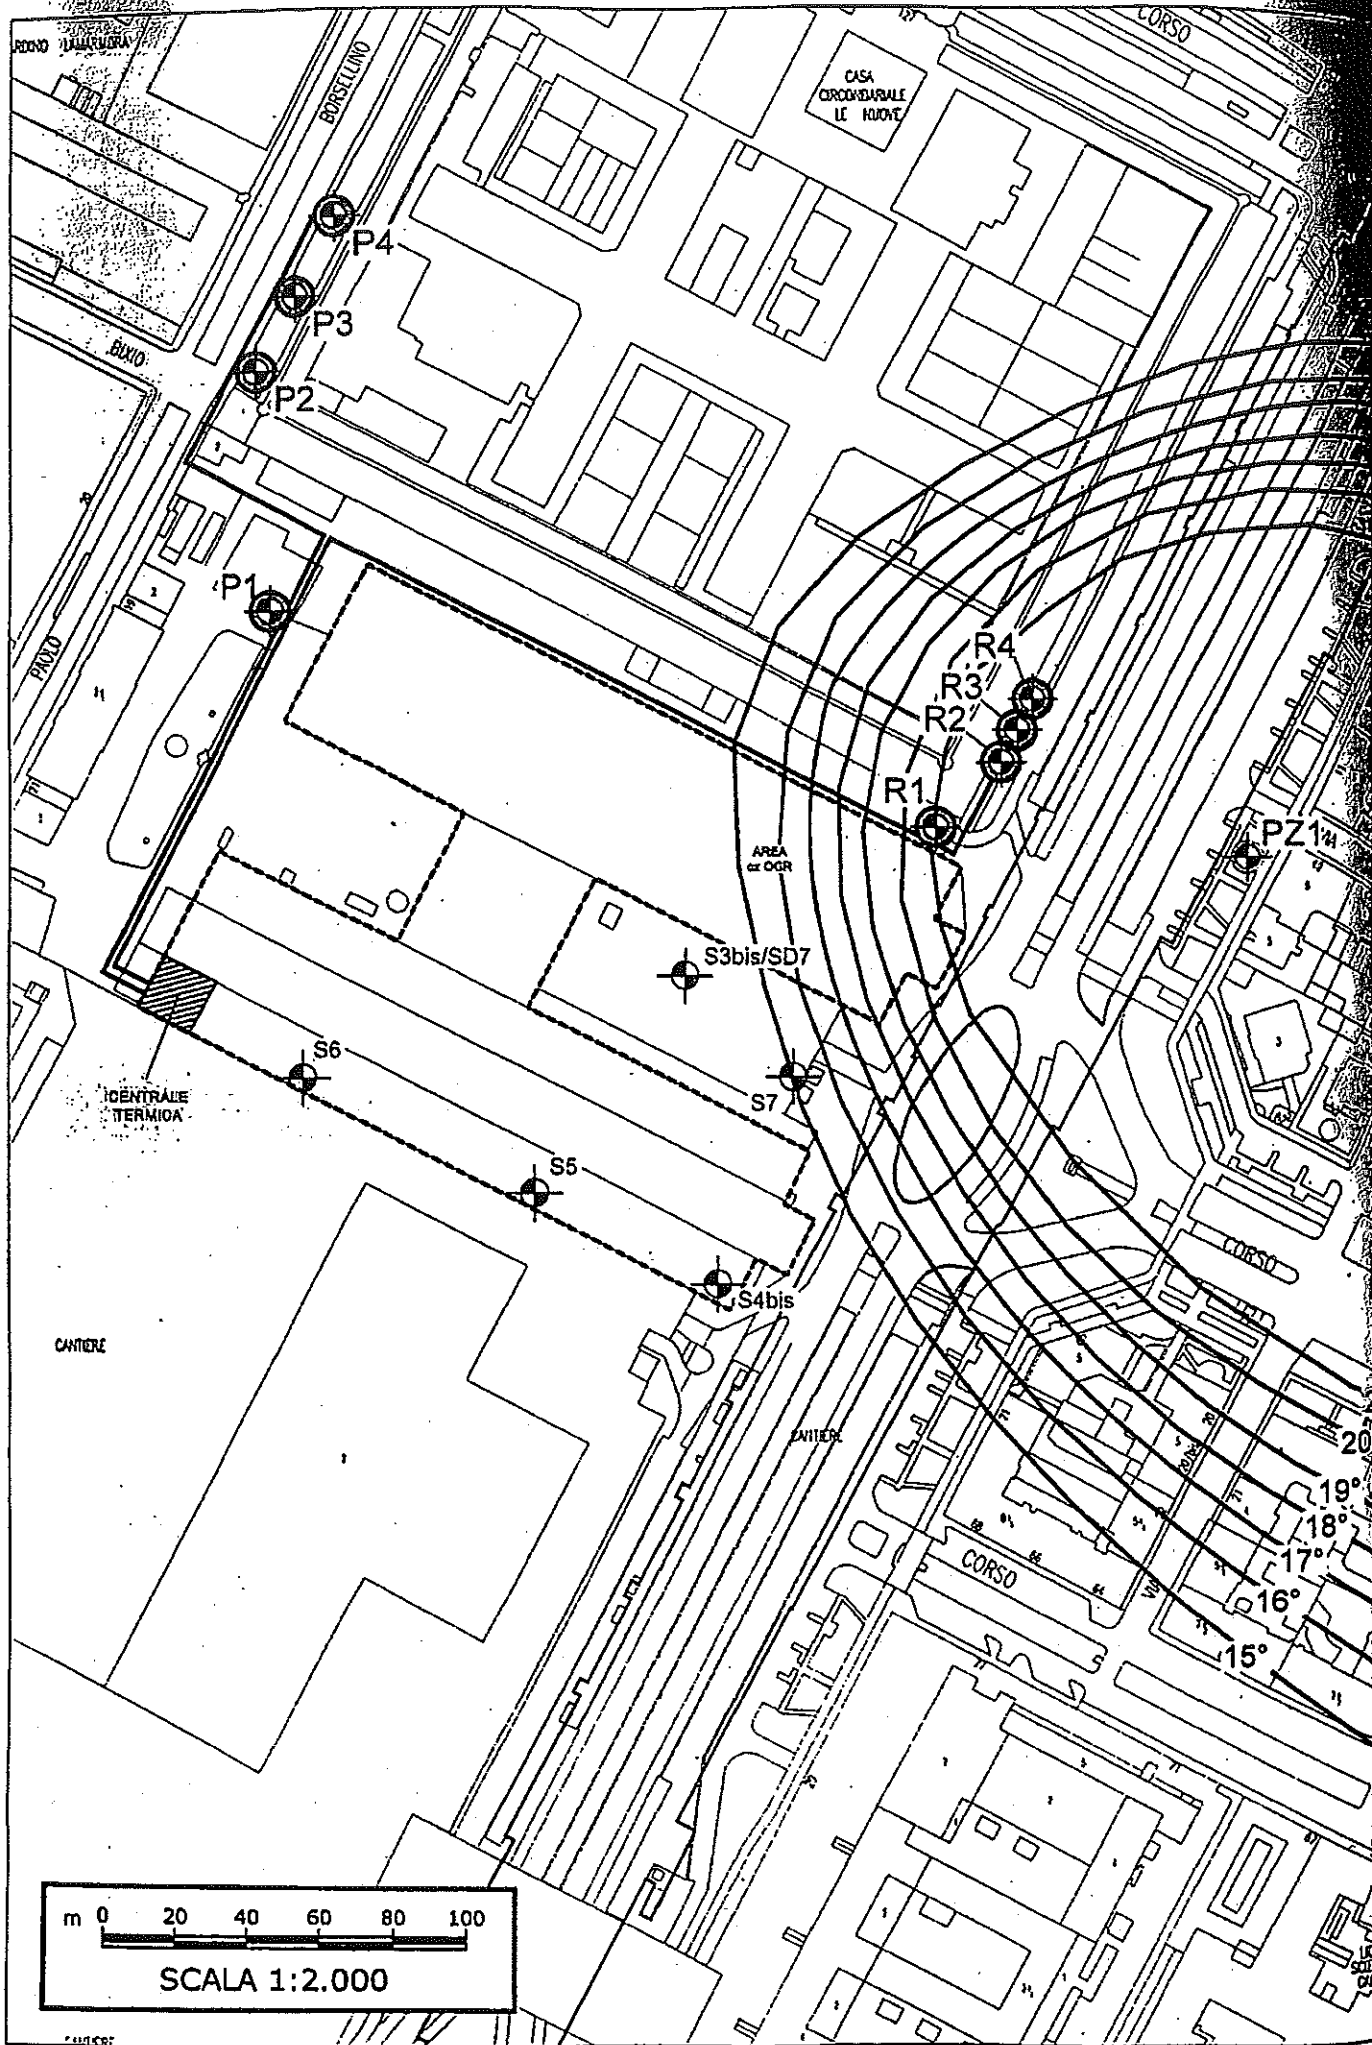 CORSO
BORSELLINO
CASA
CIRCONDARIALE
LE NUOVE
P4
P3
BIXIO
P2
P1
PAOLO
R4
R3
R2
R1
PZ1
AREA
ex OGR
S3bis/SD7
S6
S7
CENTRALE
TERMICA
S5
S4bis
CORSO
CANTIERE
CANTIERE
20
19°
18°
17°
16°
15°
CORSO
VIA
m 0 20 40 60 80 100
SCALA 1:2.000
CANTIERE